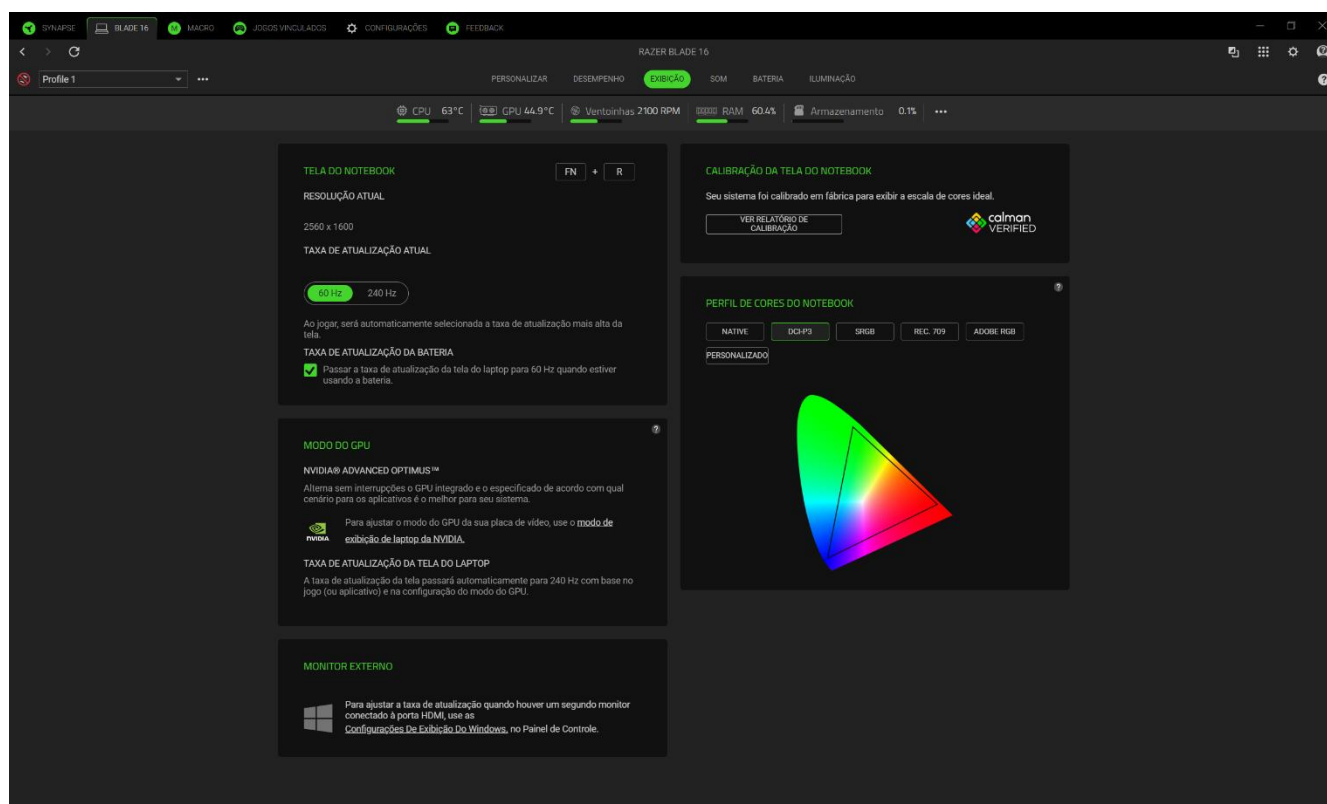 SYNAPSE BLADE 16 MACRO JOGOS VINCULADOS CONFIGURAÇÕES FEEDBACK
RAZER BLADE 16
Profile 1 PERSONALIZAR DESEMPENHO EXIBIÇÃO SOM BATERIA ILUMINAÇÃO
CPU 63°C GPU 44.9°C Ventoinhas 2100 RPM RAM 60.4% Armazenamento 0.1%
TELA DO NOTEBOOK FN + R
RESOLUÇÃO ATUAL
2560 x 1600
TAXA DE ATUALIZAÇÃO ATUAL
60 Hz 240 Hz
Ao jogar, será automaticamente selecionada a taxa de atualização mais alta da
tela.
TAXA DE ATUALIZAÇÃO DA BATERIA
Passar a taxa de atualização da tela do laptop para 60 Hz quando estiver
usando a bateria.
MODO DO GPU
NVIDIA® ADVANCED OPTIMUS™
Alterna sem interrupções o GPU integrado e o especificado de acordo com qual
cenário para os aplicativos é o melhor para seu sistema.
NVIDIA
Para ajustar o modo do GPU da sua placa de vídeo, use o modo de
exibição de laptop da NVIDIA.
TAXA DE ATUALIZAÇÃO DA TELA DO LAPTOP
A taxa de atualização da tela passará automaticamente para 240 Hz com base no
jogo (ou aplicativo) e na configuração do modo do GPU.
MONITOR EXTERNO
Para ajustar a taxa de atualização quando houver um segundo monitor
conectado à porta HDMI, use as
Configurações De Exibição Do Windows, no Painel de Controle.
CALIBRAÇÃO DA TELA DO NOTEBOOK
Seu sistema foi calibrado em fábrica para exibir a escala de cores ideal.
VER RELATÓRIO DE
CALIBRAÇÃO
calman
VERIFIED
PERFIL DE CORES DO NOTEBOOK
NATIVE DCI-P3 SRGB REC. 709 ADOBE RGB
PERSONALIZADO